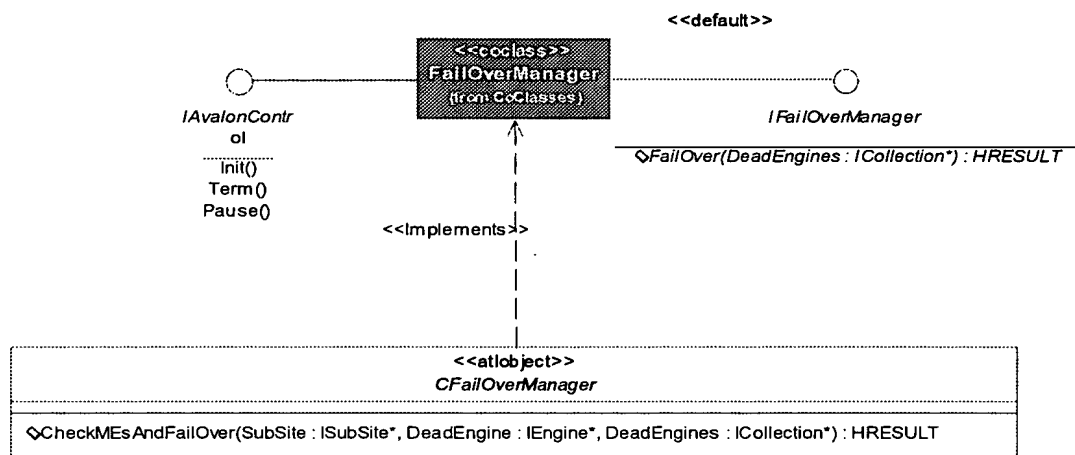 <<default>>
<<coclass>>
FailOverManager
(from CoClasses)
IAvalonContr
ol
Init()
Term()
Pause()
IFailOverManager
FailOver(DeadEngines : ICollection*) : HRESULT
<<Implements>>
<<atlobject>>
CFailOverManager
CheckMEsAndFailOver(SubSite : ISubSite*, DeadEngine : IEngine*, DeadEngines : ICollection*) : HRESULT